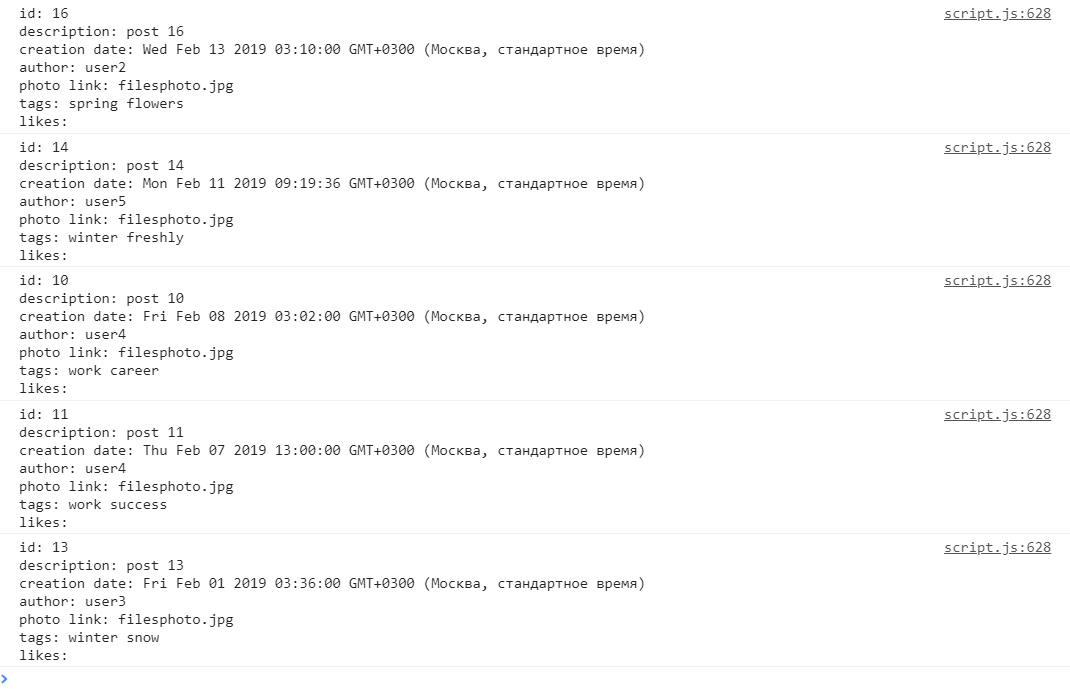 id: 16 script.js:628
description: post 16
creation date: Wed Feb 13 2019 03:10:00 GMT+0300 (Москва, стандартное время)
author: user2
photo link: filesphoto.jpg
tags: spring flowers
likes:
id: 14 script.js:628
description: post 14
creation date: Mon Feb 11 2019 09:19:36 GMT+0300 (Москва, стандартное время)
author: user5
photo link: filesphoto.jpg
tags: winter freshly
likes:
id: 10 script.js:628
description: post 10
creation date: Fri Feb 08 2019 03:02:00 GMT+0300 (Москва, стандартное время)
author: user4
photo link: filesphoto.jpg
tags: work career
likes:
id: 11 script.js:628
description: post 11
creation date: Thu Feb 07 2019 13:00:00 GMT+0300 (Москва, стандартное время)
author: user4
photo link: filesphoto.jpg
tags: work success
likes:
id: 13 script.js:628
description: post 13
creation date: Fri Feb 01 2019 03:36:00 GMT+0300 (Москва, стандартное время)
author: user3
photo link: filesphoto.jpg
tags: winter snow
likes: